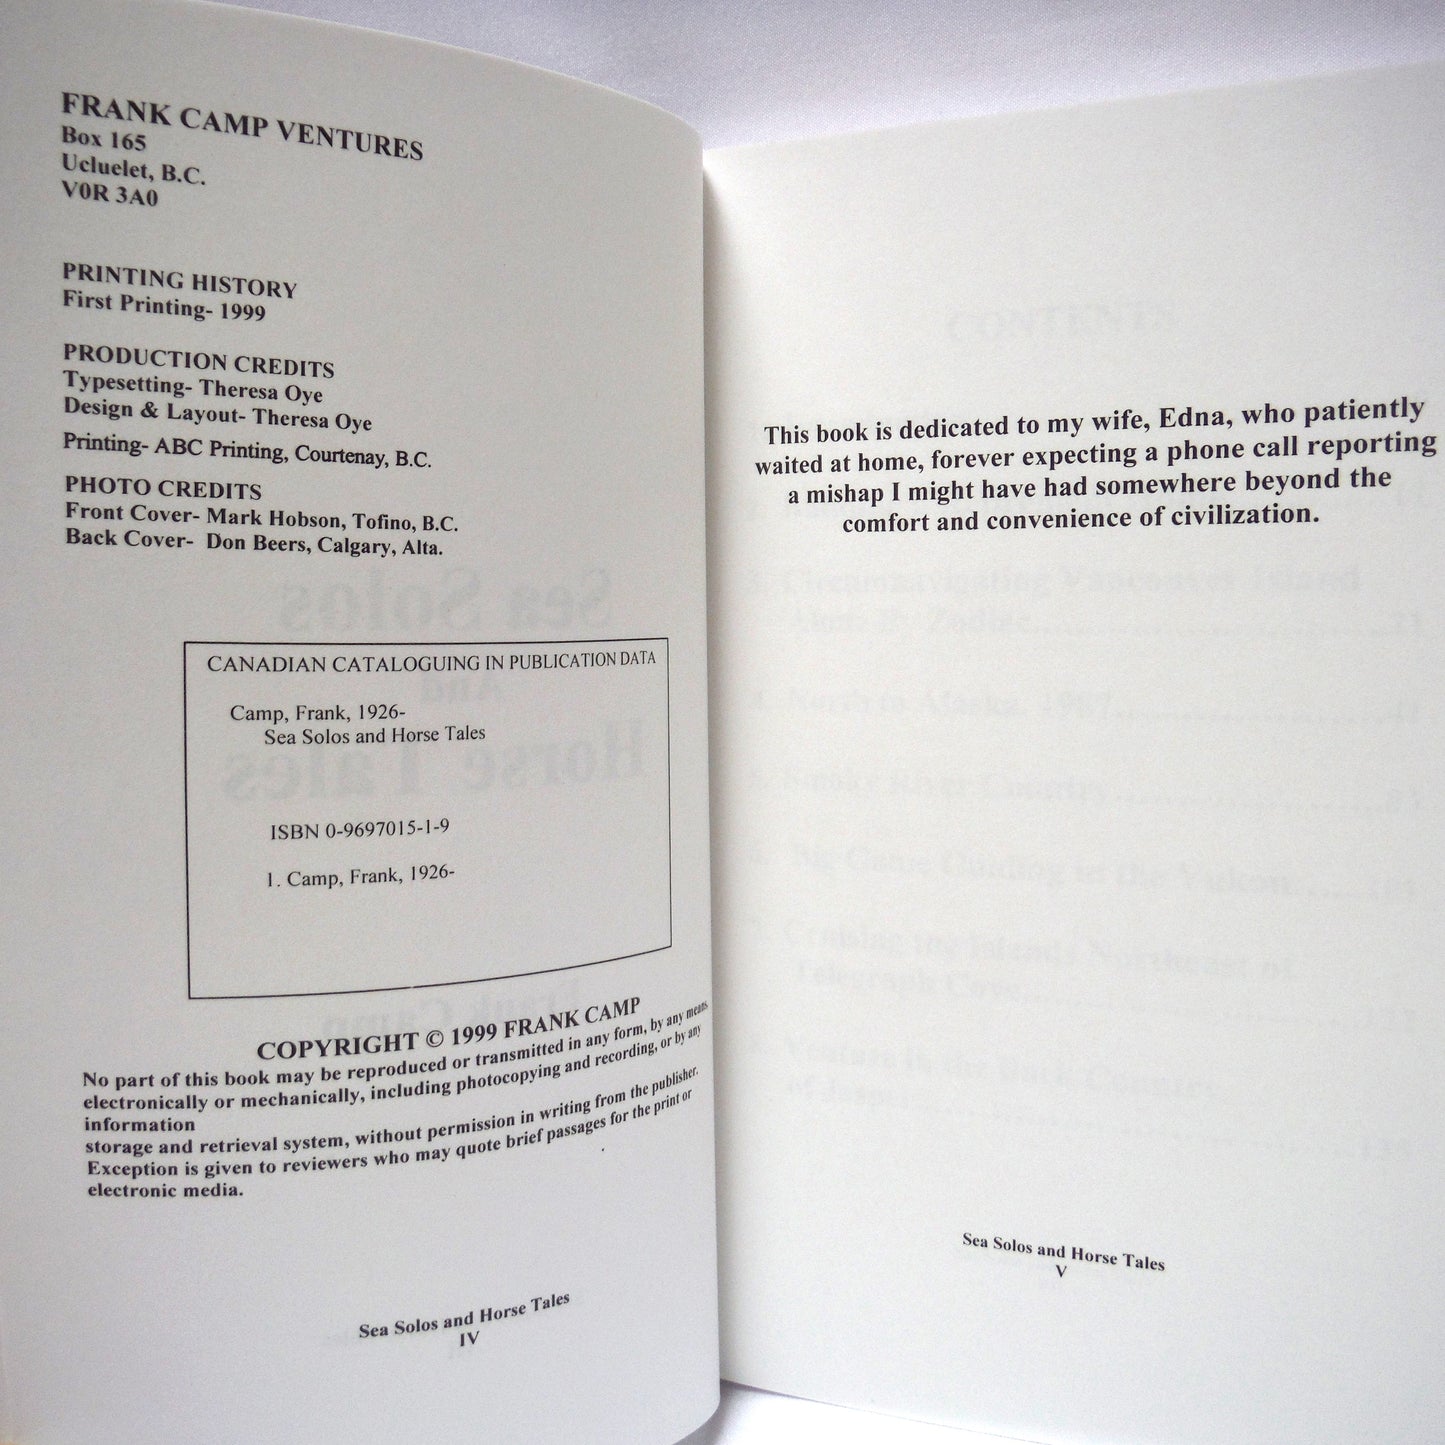 FRANK CAMP VENTURES
Box 165
Ucluelet, B.C.
V0R 3A0
PRINTING HISTORY
First Printing- 1999
PRODUCTION CREDITS
Typesetting- Theresa Oye
Design & Layout- Theresa Oye
Printing- ABC Printing, Courtenay, B.C.
PHOTO CREDITS
Front Cover- Mark Hobson, Tofino, B.C.
Back Cover- Don Beers, Calgary, Alta.
CANADIAN CATALOGUING IN PUBLICATION DATA
Camp, Frank, 1926-
Sea Solos and Horse Tales
ISBN 0-9697015-1-9
1. Camp, Frank, 1926-
COPYRIGHT © 1999 FRANK CAMP
No part of this book may be reproduced or transmitted in any form, by any means
electronically or mechanically, including photocopying and recording, or by any
information
storage and retrieval system, without permission in writing from the publisher.
Exception is given to reviewers who may quote brief passages for the print or
electronic media.
Sea Solos and Horse Tales
IV
This book is dedicated to my wife, Edna, who patiently
waited at home, forever expecting a phone call reporting
a mishap I might have had somewhere beyond the
comfort and convenience of civilization.
Sea Solos and Horse Tales
V